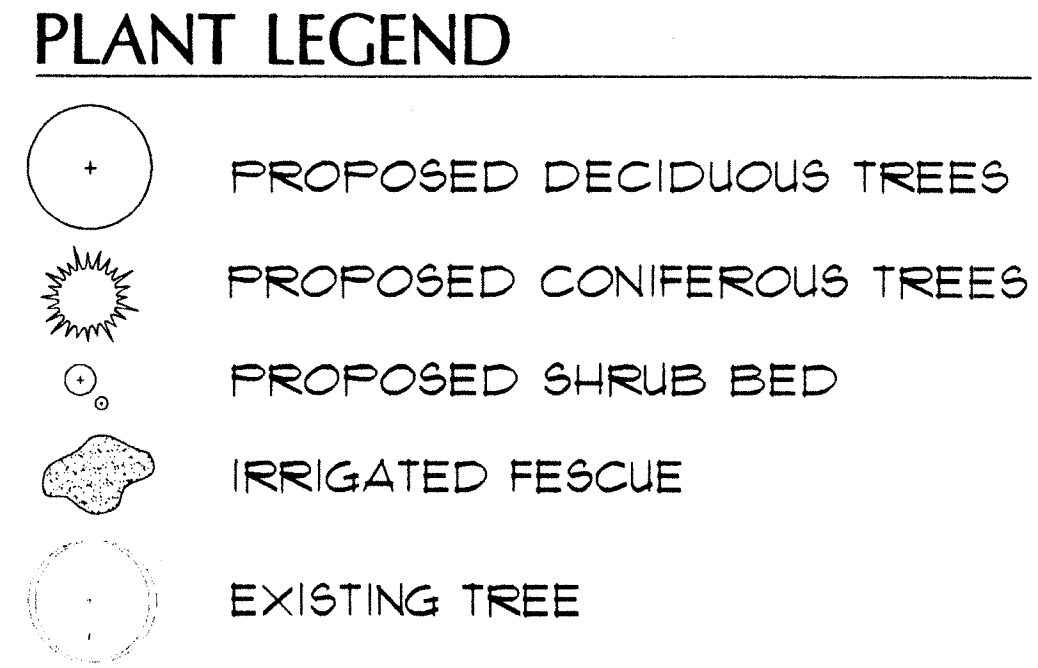 PLANT LEGEND
PROPOSED DECIDUOUS TREES
PROPOSED CONIFEROUS TREES
PROPOSED SHRUB BED
IRRIGATED FESCUE
EXISTING TREE